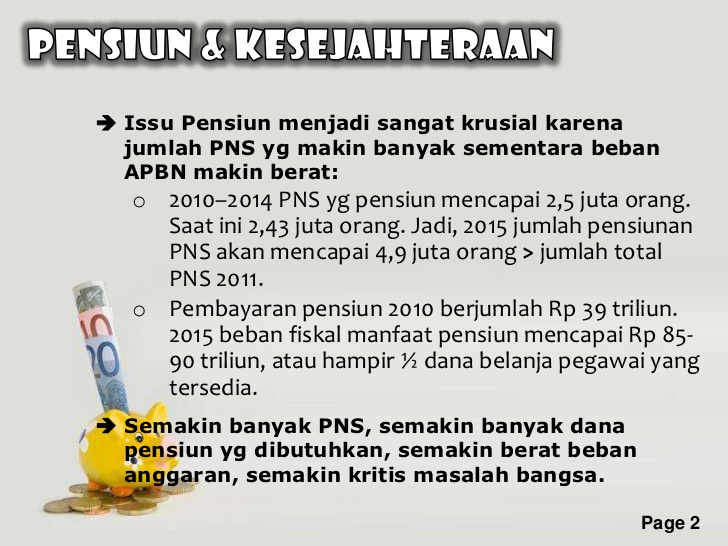 PENSIUN & KESEJAHTERAAN
➔ Issu Pensiun menjadi sangat krusial karena
jumlah PNS yg makin banyak sementara beban
APBN makin berat:
o 2010–2014 PNS yg pensiun mencapai 2,5 juta orang.
Saat ini 2,43 juta orang. Jadi, 2015 jumlah pensiunan
PNS akan mencapai 4,9 juta orang > jumlah total
PNS 2011.
o Pembayaran pensiun 2010 berjumlah Rp 39 triliun.
2015 beban fiskal manfaat pensiun mencapai Rp 85-
90 triliun, atau hampir ½ dana belanja pegawai yang
tersedia.
➔ Semakin banyak PNS, semakin banyak dana
pensiun yg dibutuhkan, semakin berat beban
anggaran, semakin kritis masalah bangsa.
10
20
Page 2